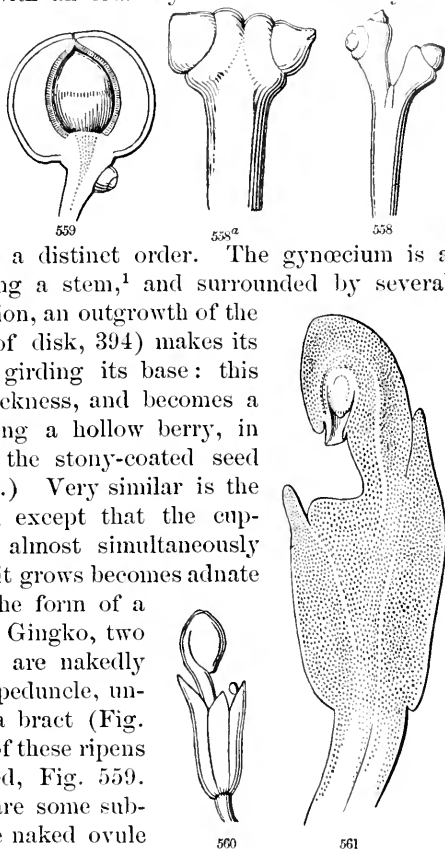 559
558a
558
a distinct order. The gynœcium is a
ng a stem,¹ and surrounded by several
ion, an outgrowth of the
of disk, 394) makes its
girding its base: this
ckness, and becomes a
ng a hollow berry, in
the stony-coated seed
.) Very similar is the
except that the cup-
almost simultaneously
it grows becomes adnate
he form of a
Gingko, two
are nakedly
peduncle, un-
a bract (Fig.
of these ripens
ed, Fig. 559.
are some sub-
e naked ovule
560
561